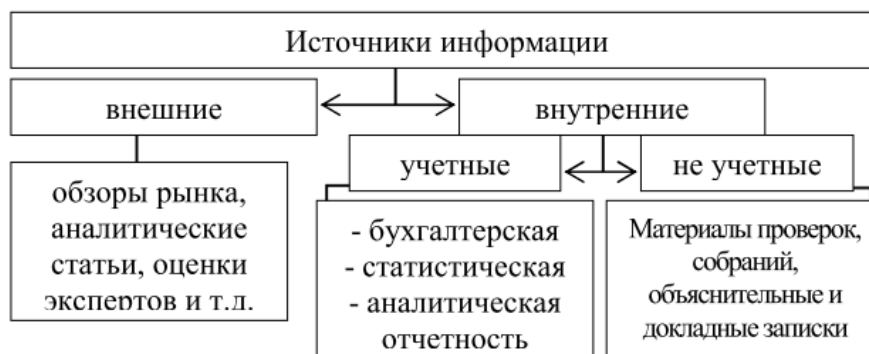 Источники информации
внешние
внутренние
учетные
не учетные
обзоры рынка,
аналитические
статьи, оценки
экспертов и т.д.
- бухгалтерская
- статистическая
- аналитическая
отчетность
Материалы проверок,
собраний,
объяснительные и
докладные записки